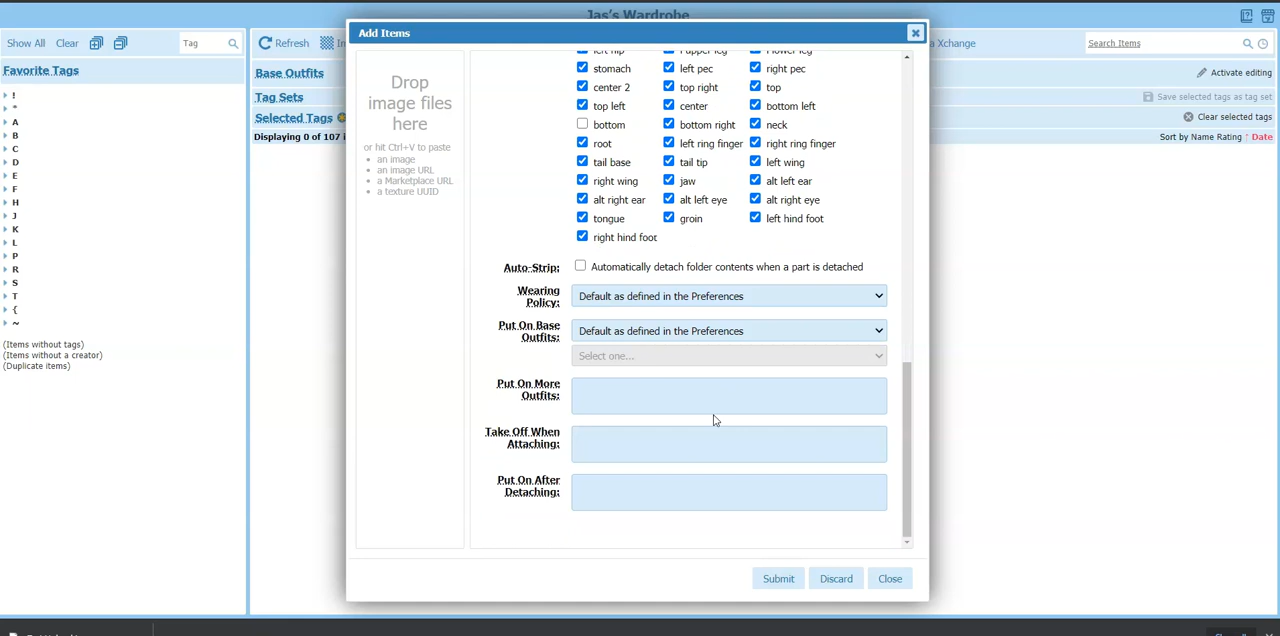 Jas's Wardrobe
Show All Clear
Tag
Refresh
a Xchange
Search Items
Favorite Tags
!
*
A
B
C
D
E
F
H
J
K
L
P
R
S
T
{
~
(Items without tags)
(Items without a creator)
(Duplicate items)
Base Outfits
Activate editing
Tag Sets
Save selected tags as tag set
Selected Tags
Clear selected tags
Displaying 0 of 107
Sort by Name Rating ↑ Date
Add Items
Drop
image files
here
or hit Ctrl+V to paste
• an image
• an image URL
• a Marketplace URL
• a texture UUID
stomach left pec right pec
center 2 top right top
top left center bottom left
bottom bottom right neck
root left ring finger right ring finger
tail base tail tip left wing
right wing jaw alt left ear
alt right ear alt left eye alt right eye
tongue groin left hind foot
right hind foot
Auto-Strip: Automatically detach folder contents when a part is detached
Wearing
Policy:
Default as defined in the Preferences
Put On Base
Outfits:
Default as defined in the Preferences
Select one...
Put On More
Outfits:
Take Off When
Attaching:
Put On After
Detaching:
Submit Discard Close